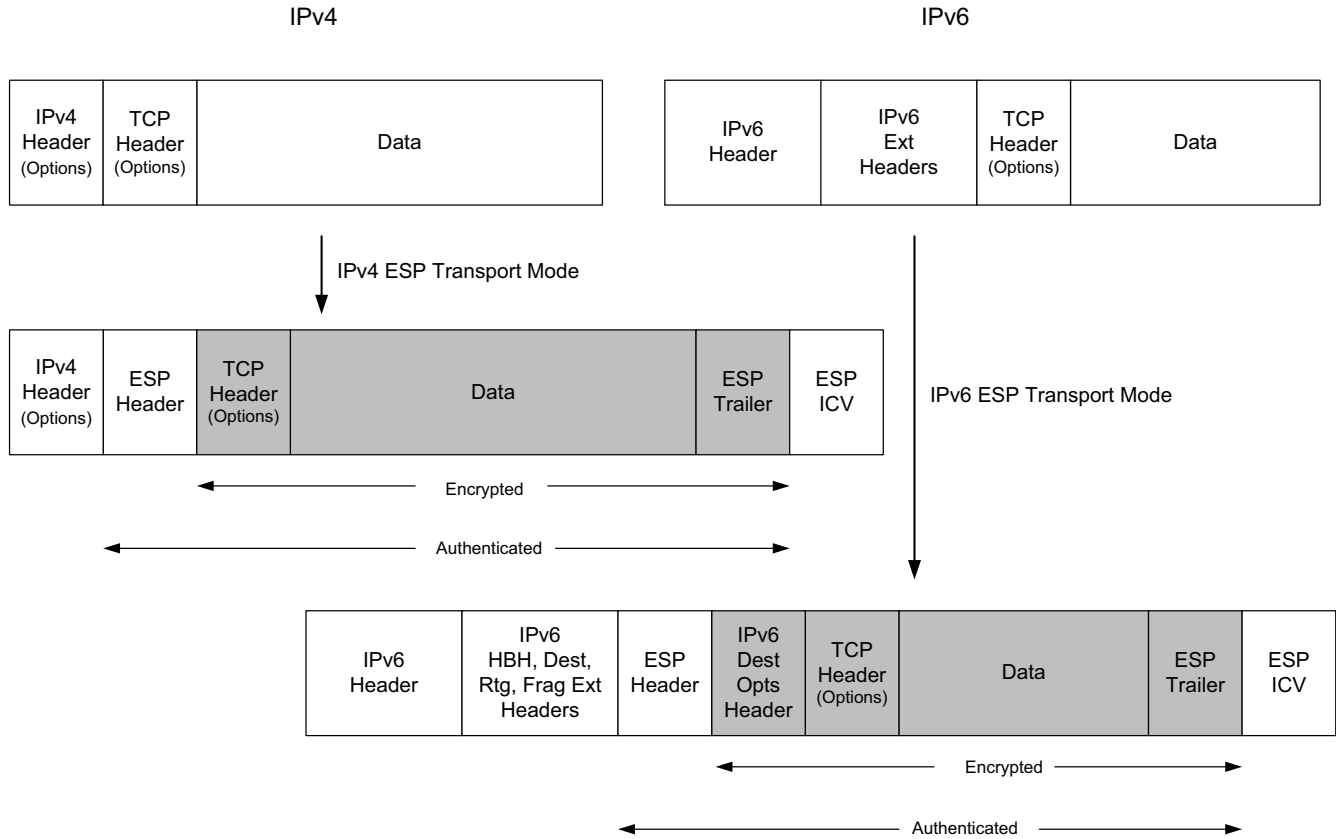 IPv4
IPv6
IPv4
Header
(Options)
TCP
Header
(Options)
Data
IPv6
Header
IPv6
Ext
Headers
TCP
Header
(Options)
Data
IPv4 ESP Transport Mode
IPv4
Header
(Options)
ESP
Header
TCP
Header
(Options)
Data
ESP
Trailer
ESP
ICV
IPv6 ESP Transport Mode
Encrypted
Authenticated
IPv6
Header
IPv6
HBH, Dest,
Rtg, Frag Ext
Headers
ESP
Header
IPv6
Dest
Opts
Header
TCP
Header
(Options)
Data
ESP
Trailer
ESP
ICV
Encrypted
Authenticated